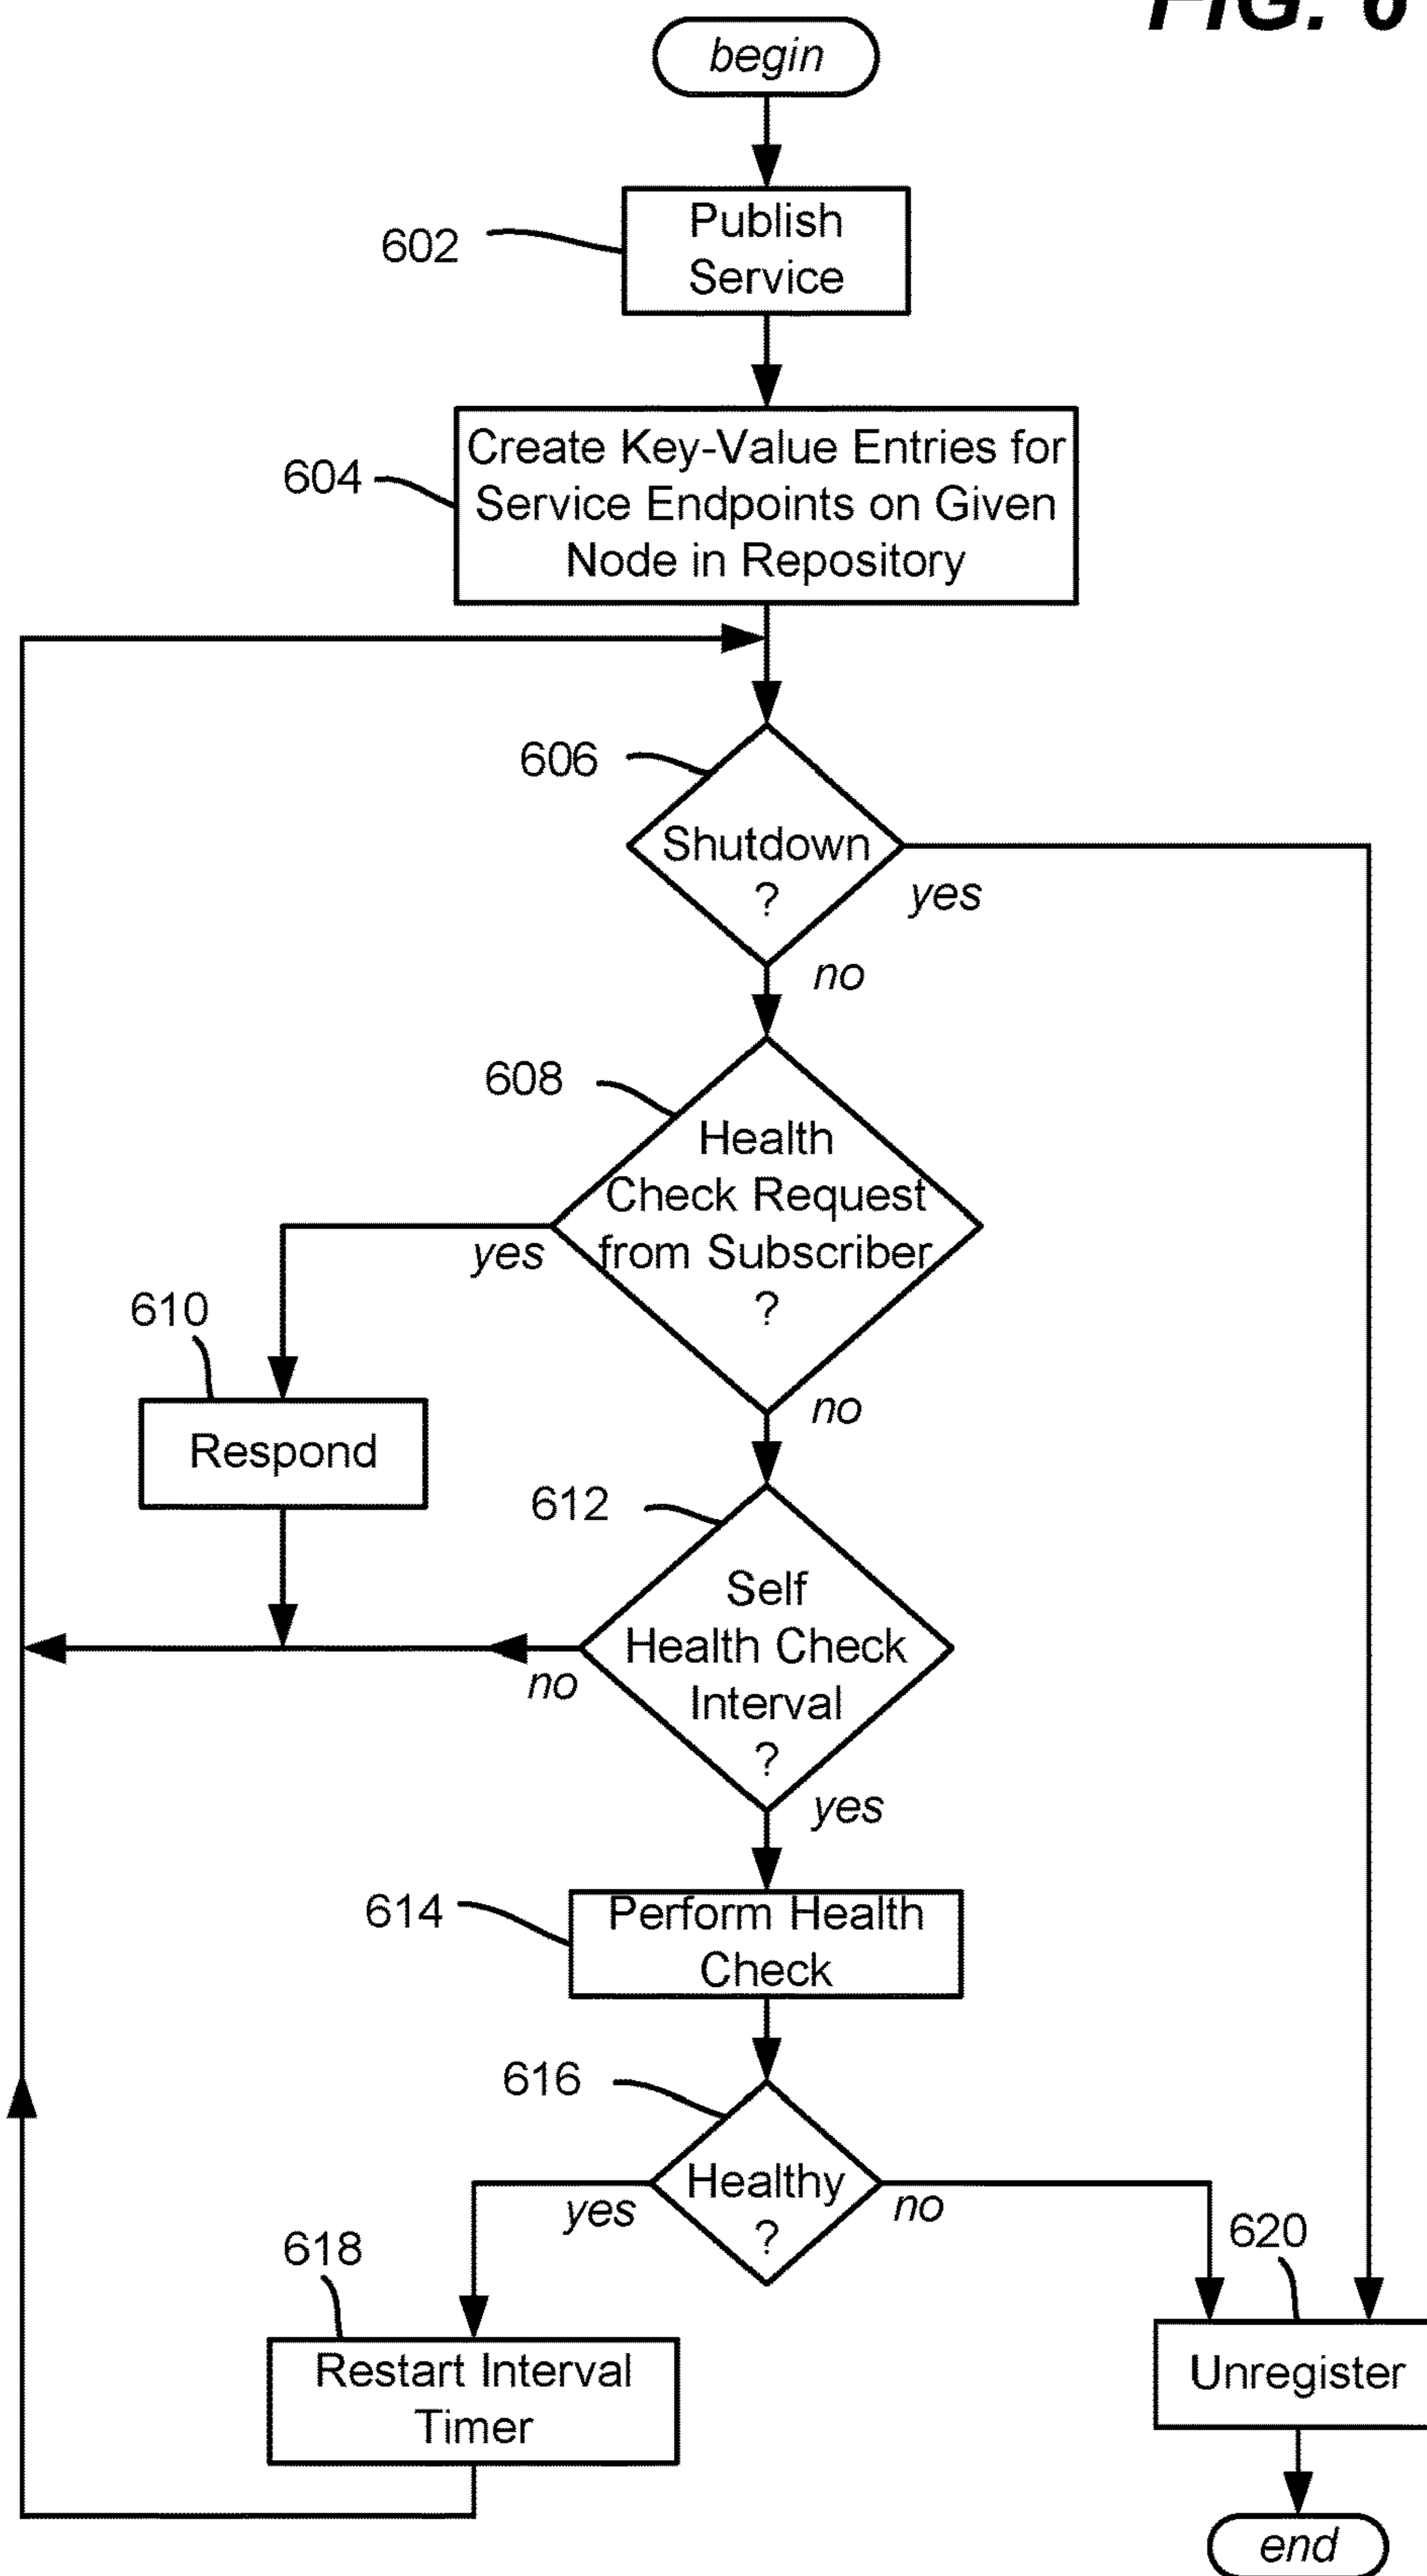 FIG. 6
begin
602
Publish
Service
604
Create Key-Value Entries for
Service Endpoints on Given
Node in Repository
606
Shutdown
?
yes
no
608
Health
Check Request
from Subscriber
?
yes
no
610
Respond
612
Self
Health Check
Interval
?
no
yes
614
Perform Health
Check
616
Healthy
?
yes
no
618
Restart Interval
Timer
620
Unregister
end